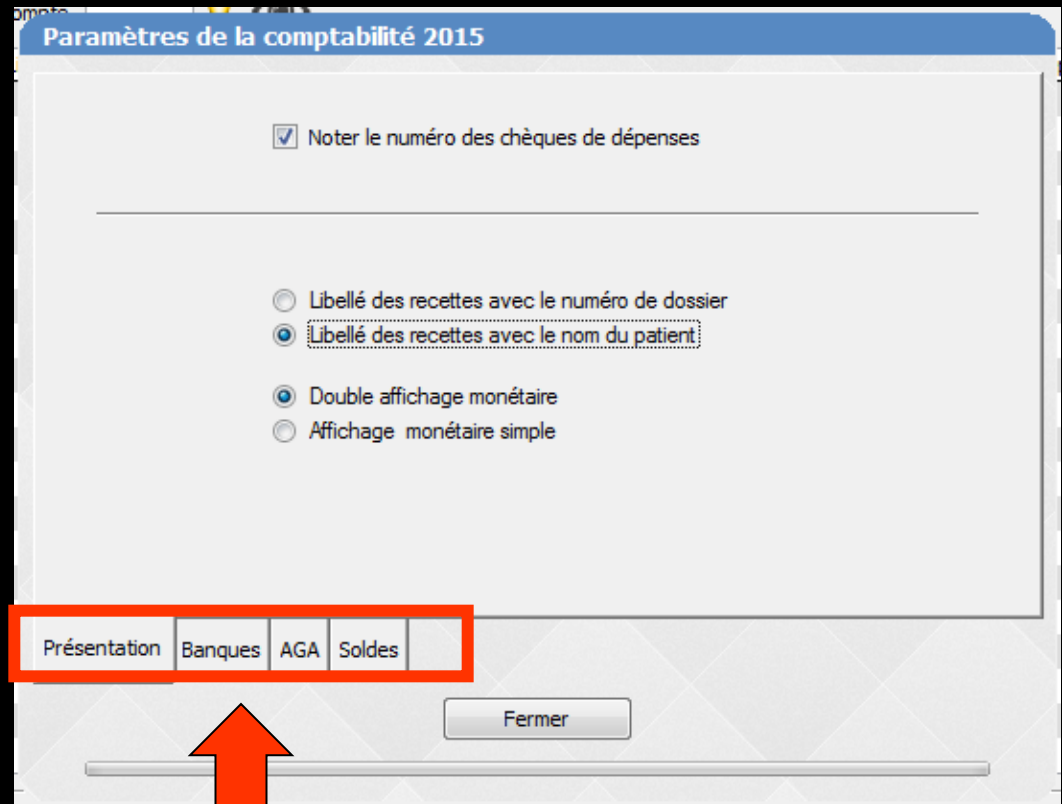 ompte
Paramètres de la comptabilité 2015
Noter le numéro des chèques de dépenses
Libellé des recettes avec le numéro de dossier
Libellé des recettes avec le nom du patient
Double affichage monétaire
Affichage monétaire simple
Présentation Banques AGA Soldes
Fermer